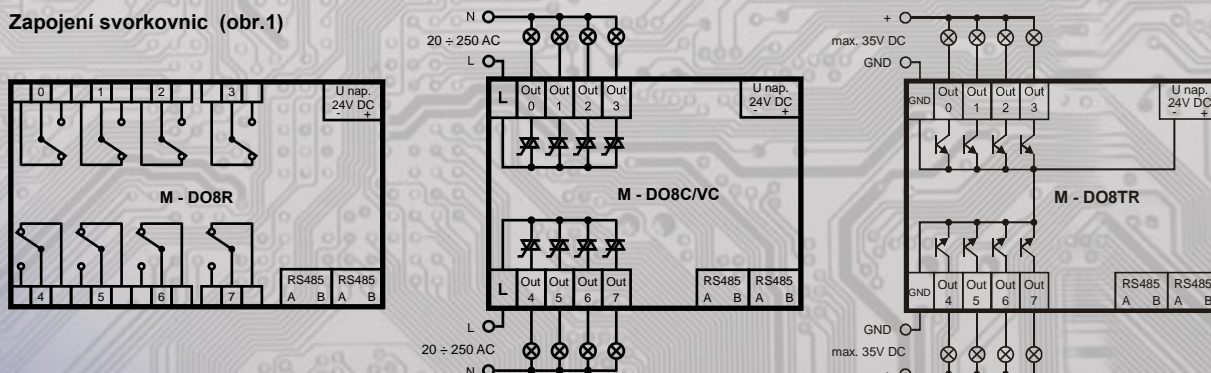 Zapojení svorkovnic (obr.1)
0 1 2 3
U nap.
24V DC
- +
M - DO8R
4 5 6 7
RS485 RS485
A B A B
N
20 ÷ 250 AC
L
L Out Out Out Out
0 1 2 3
U nap.
24V DC
- +
M - DO8C/VC
L Out Out Out Out
4 5 6 7
RS485 RS485
A B A B
L
20 ÷ 250 AC
N
+
max. 35V DC
GND
GND Out Out Out Out
0 1 2 3
U nap.
24V DC
- +
M - DO8TR
GND Out Out Out Out
4 5 6 7
RS485 RS485
A B A B
GND
max. 35V DC
+